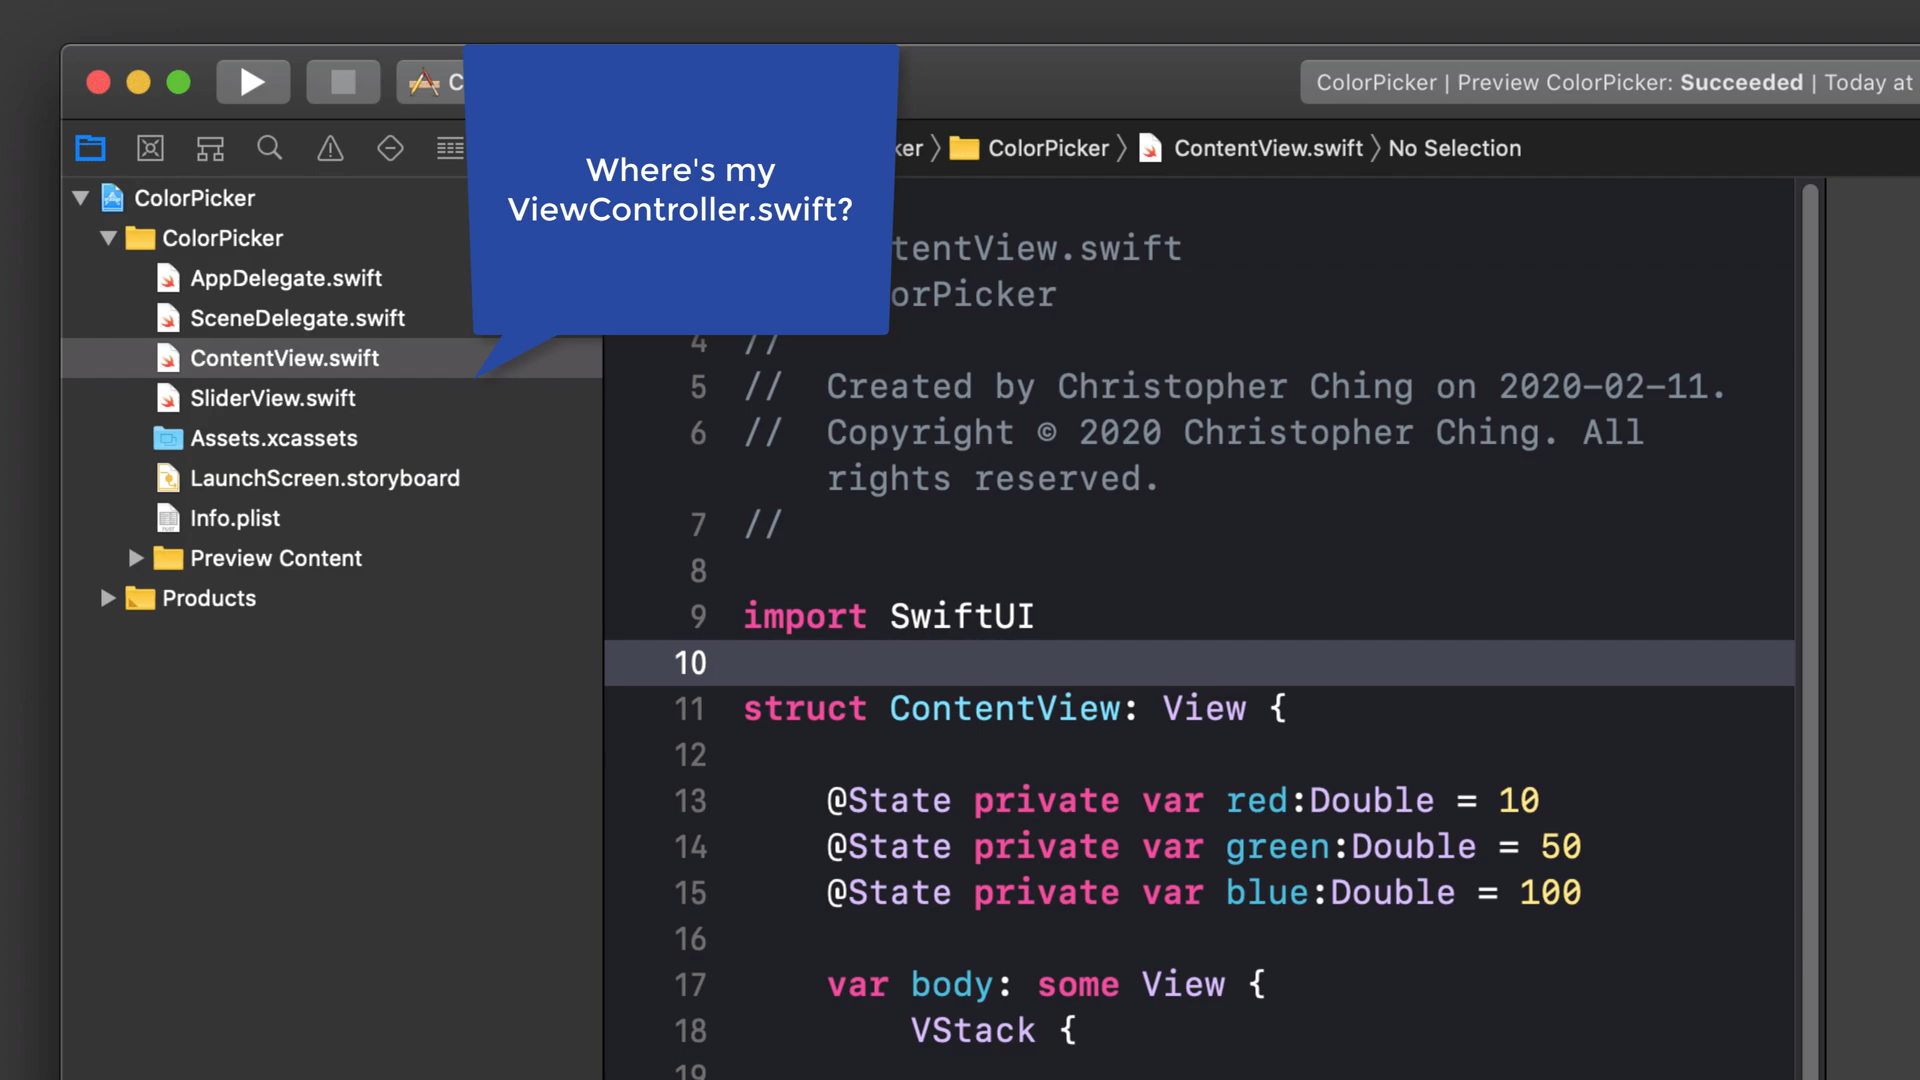 C
ColorPicker | Preview ColorPicker: Succeeded | Today at
ker 〉 ColorPicker 〉 ContentView.swift 〉 No Selection
Where's my
ViewController.swift?
ColorPicker
ColorPicker
AppDelegate.swift
SceneDelegate.swift
ContentView.swift
SliderView.swift
Assets.xcassets
LaunchScreen.storyboard
Info.plist
Preview Content
Products
tentView.swift
orPicker
4 //
5 // Created by Christopher Ching on 2020-02-11.
6 // Copyright © 2020 Christopher Ching. All
rights reserved.
7 //
8
9 import SwiftUI
10
11 struct ContentView: View {
12
13 @State private var red:Double = 10
14 @State private var green:Double = 50
15 @State private var blue:Double = 100
16
17 var body: some View {
18 VStack {
19